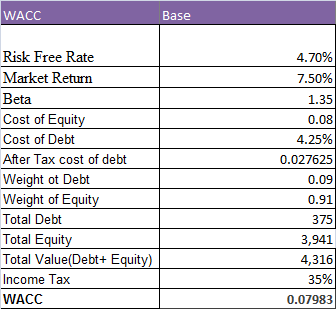 WACC Base
Risk Free Rate 4.70%
Market Return 7.50%
Beta 1.35
Cost of Equity 0.08
Cost of Debt 4.25%
After Tax cost of debt 0.027625
Weight ot Debt 0.09
Weight of Equity 0.91
Total Debt 375
Total Equity 3,941
Total Value(Debt+ Equity) 4,316
Income Tax 35%
WACC 0.07983